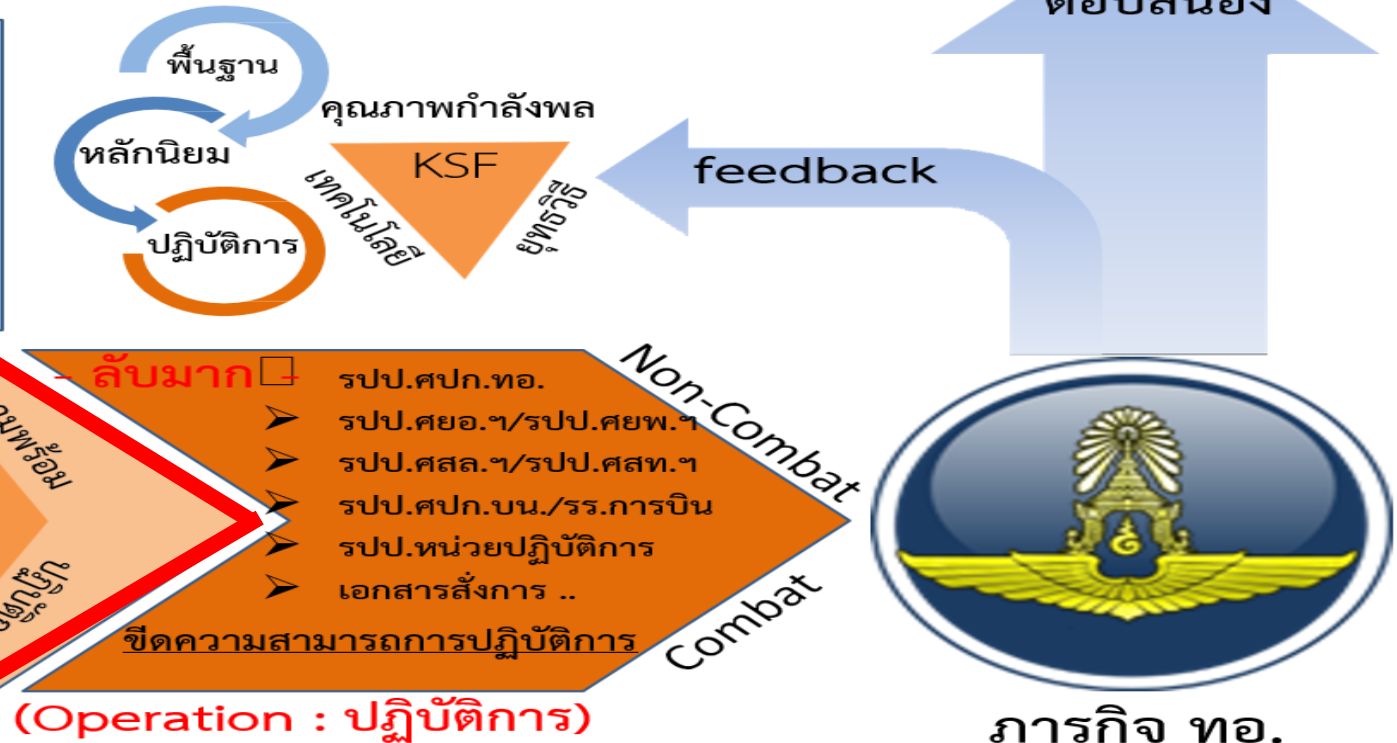 ตอบสนอง
พื้นฐาน
หลักนิยม
ปฏิบัติการ
คุณภาพกำลังพล
KSF
เทคโนโลยี
ยุทธวิธี
feedback
- ลับมาก -
รปป.ศปก.ทอ.
➢ รปป.ศยอ.ฯ/รปป.ศยพ.ฯ
➢ รปป.ศสล.ฯ/รปป.ศสท.ฯ
➢ รปป.ศปก.บน./รร.การบิน
➢ รปป.หน่วยปฏิบัติการ
➢ เอกสารสั่งการ ..
ขีดความสามารถการปฏิบัติการ
Non-Combat
Combat
(Operation : ปฏิบัติการ)
ภารกิจ ทอ.